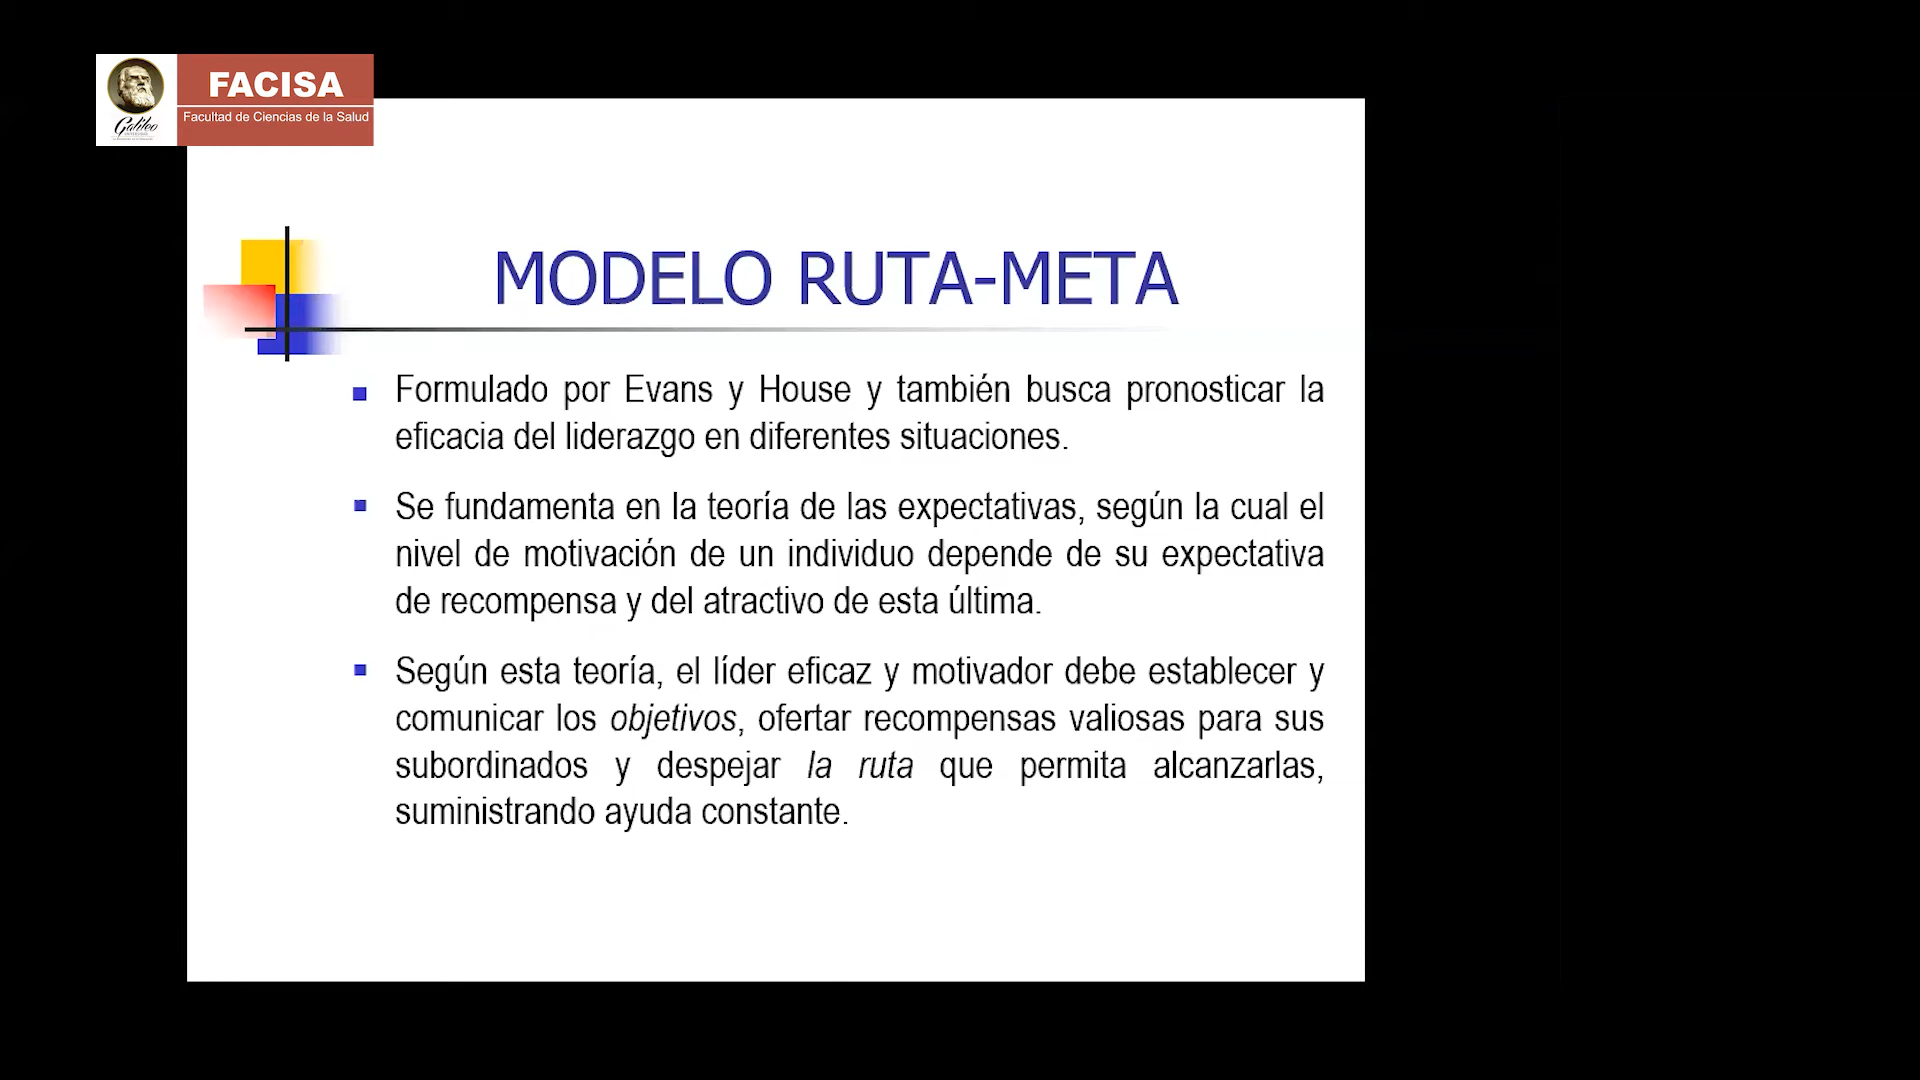 FACISA
Facultad de Ciencias de la Salud
Galileo
MODELO RUTA-META
Formulado por Evans y House y también busca pronosticar la
eficacia del liderazgo en diferentes situaciones.
Se fundamenta en la teoría de las expectativas, según la cual el
nivel de motivación de un individuo depende de su expectativa
de recompensa y del atractivo de esta última.
Según esta teoría, el líder eficaz y motivador debe establecer y
comunicar los objetivos, ofertar recompensas valiosas para sus
subordinados y despejar la ruta que permita alcanzarlas,
suministrando ayuda constante.